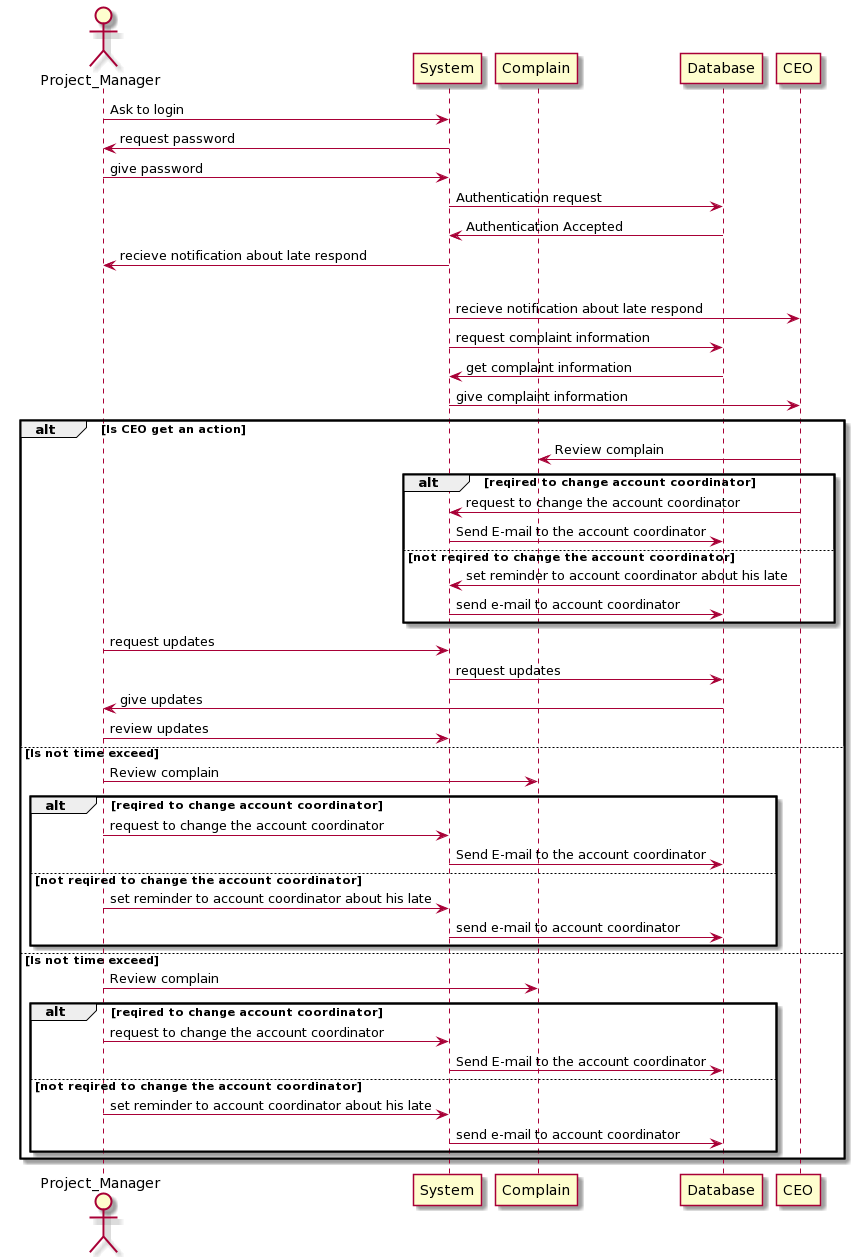 Project_Manager
System Complain Database CEO
Ask to login
request password
give password
Authentication request
Authentication Accepted
recieve notification about late respond
recieve notification about late respond
request complaint information
get complaint information
give complaint information
alt [Is CEO get an action]
Review complain
alt [reqired to change account coordinator]
request to change the account coordinator
Send E-mail to the account coordinator
[not reqired to change the account coordinator]
set reminder to account coordinator about his late
send e-mail to account coordinator
request updates
request updates
give updates
review updates
[Is not time exceed]
Review complain
alt [reqired to change account coordinator]
request to change the account coordinator
Send E-mail to the account coordinator
[not reqired to change the account coordinator]
set reminder to account coordinator about his late
send e-mail to account coordinator
[Is not time exceed]
Review complain
alt [reqired to change account coordinator]
request to change the account coordinator
Send E-mail to the account coordinator
[not reqired to change the account coordinator]
set reminder to account coordinator about his late
send e-mail to account coordinator
Project_Manager
System Complain Database CEO